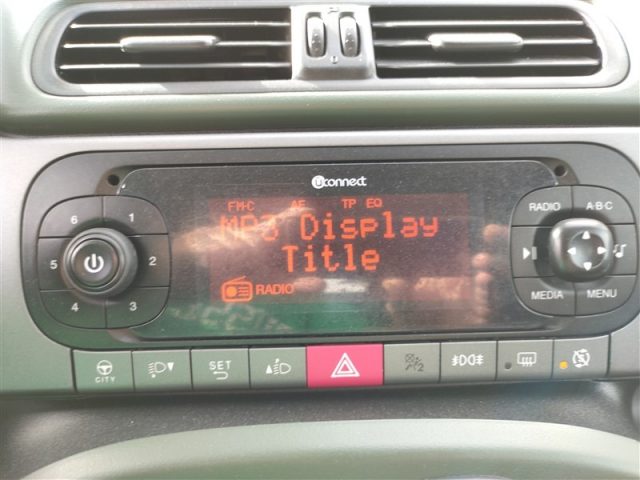 uconnect
FM-C AF TP EQ
MP3 Display
Title
RADIO
6 1
5 2
4 3
RADIO A·B·C
MEDIA MENU
CITY SET